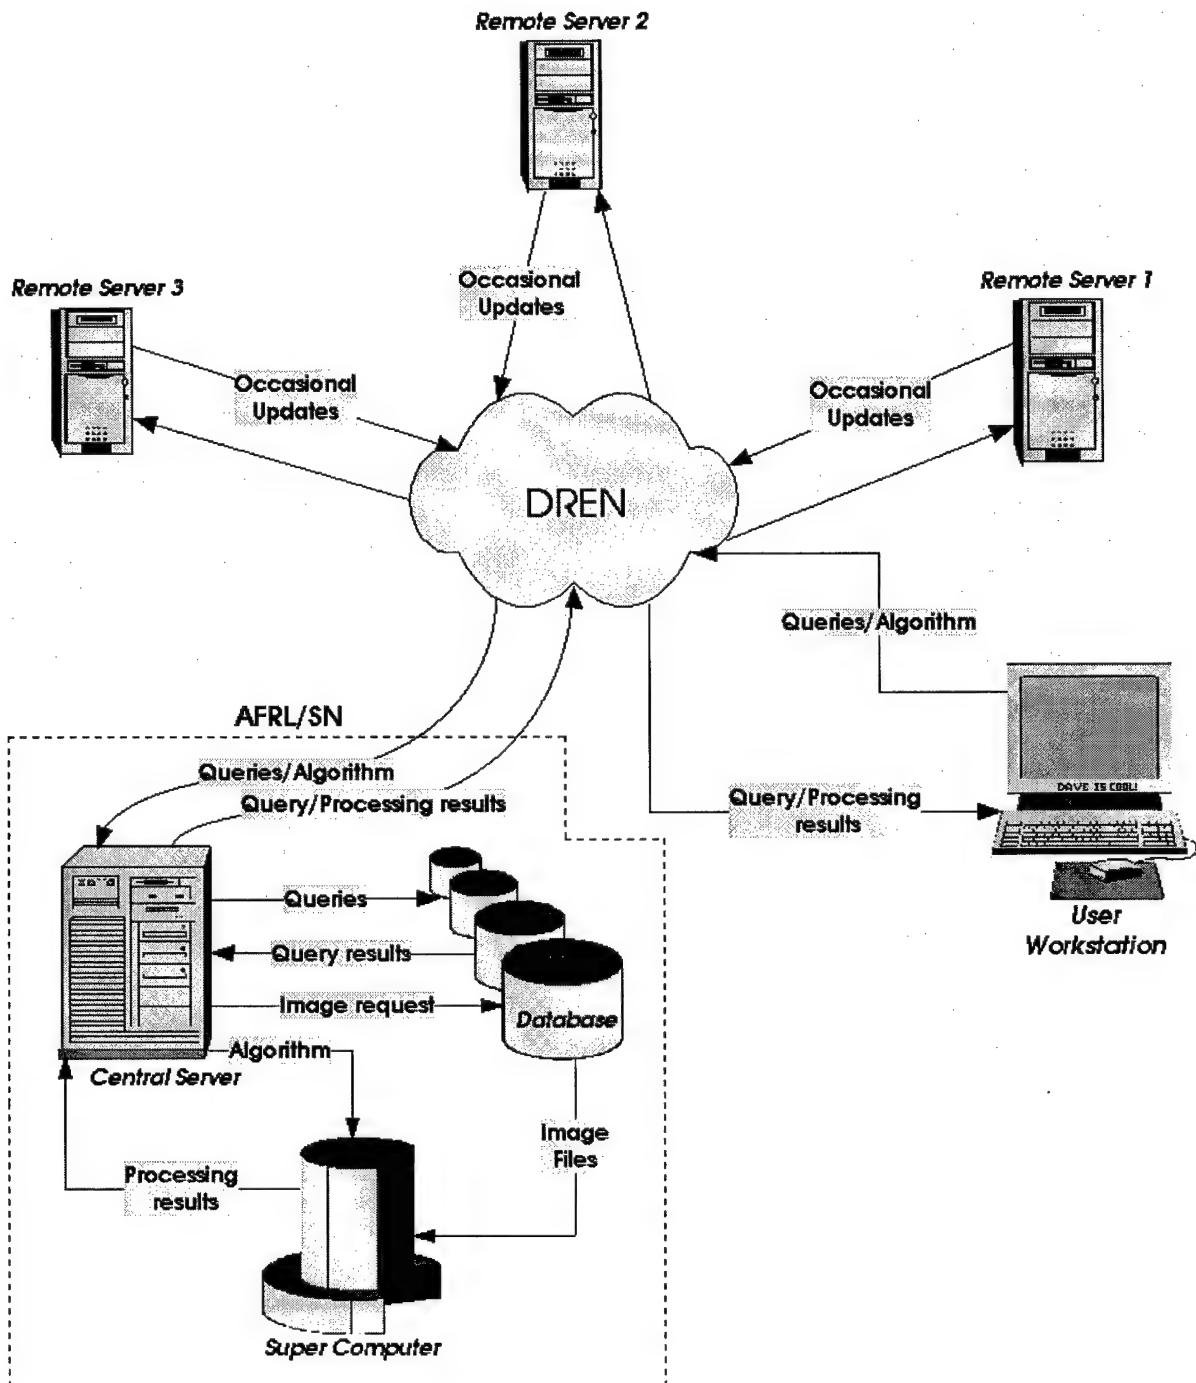 Remote Server 2
Occasional
Updates
Remote Server 3
Remote Server 1
Occasional
Updates
Occasional
Updates
DREN
Queries/Algorithm
AFRL/SN
Queries/Algorithm
Query/Processing results
Query/Processing
results
DAVE IS COOL!
User
Workstation
Queries
Query results
Image request
Database
Algorithm
Central Server
Image
Files
Processing
results
Super Computer